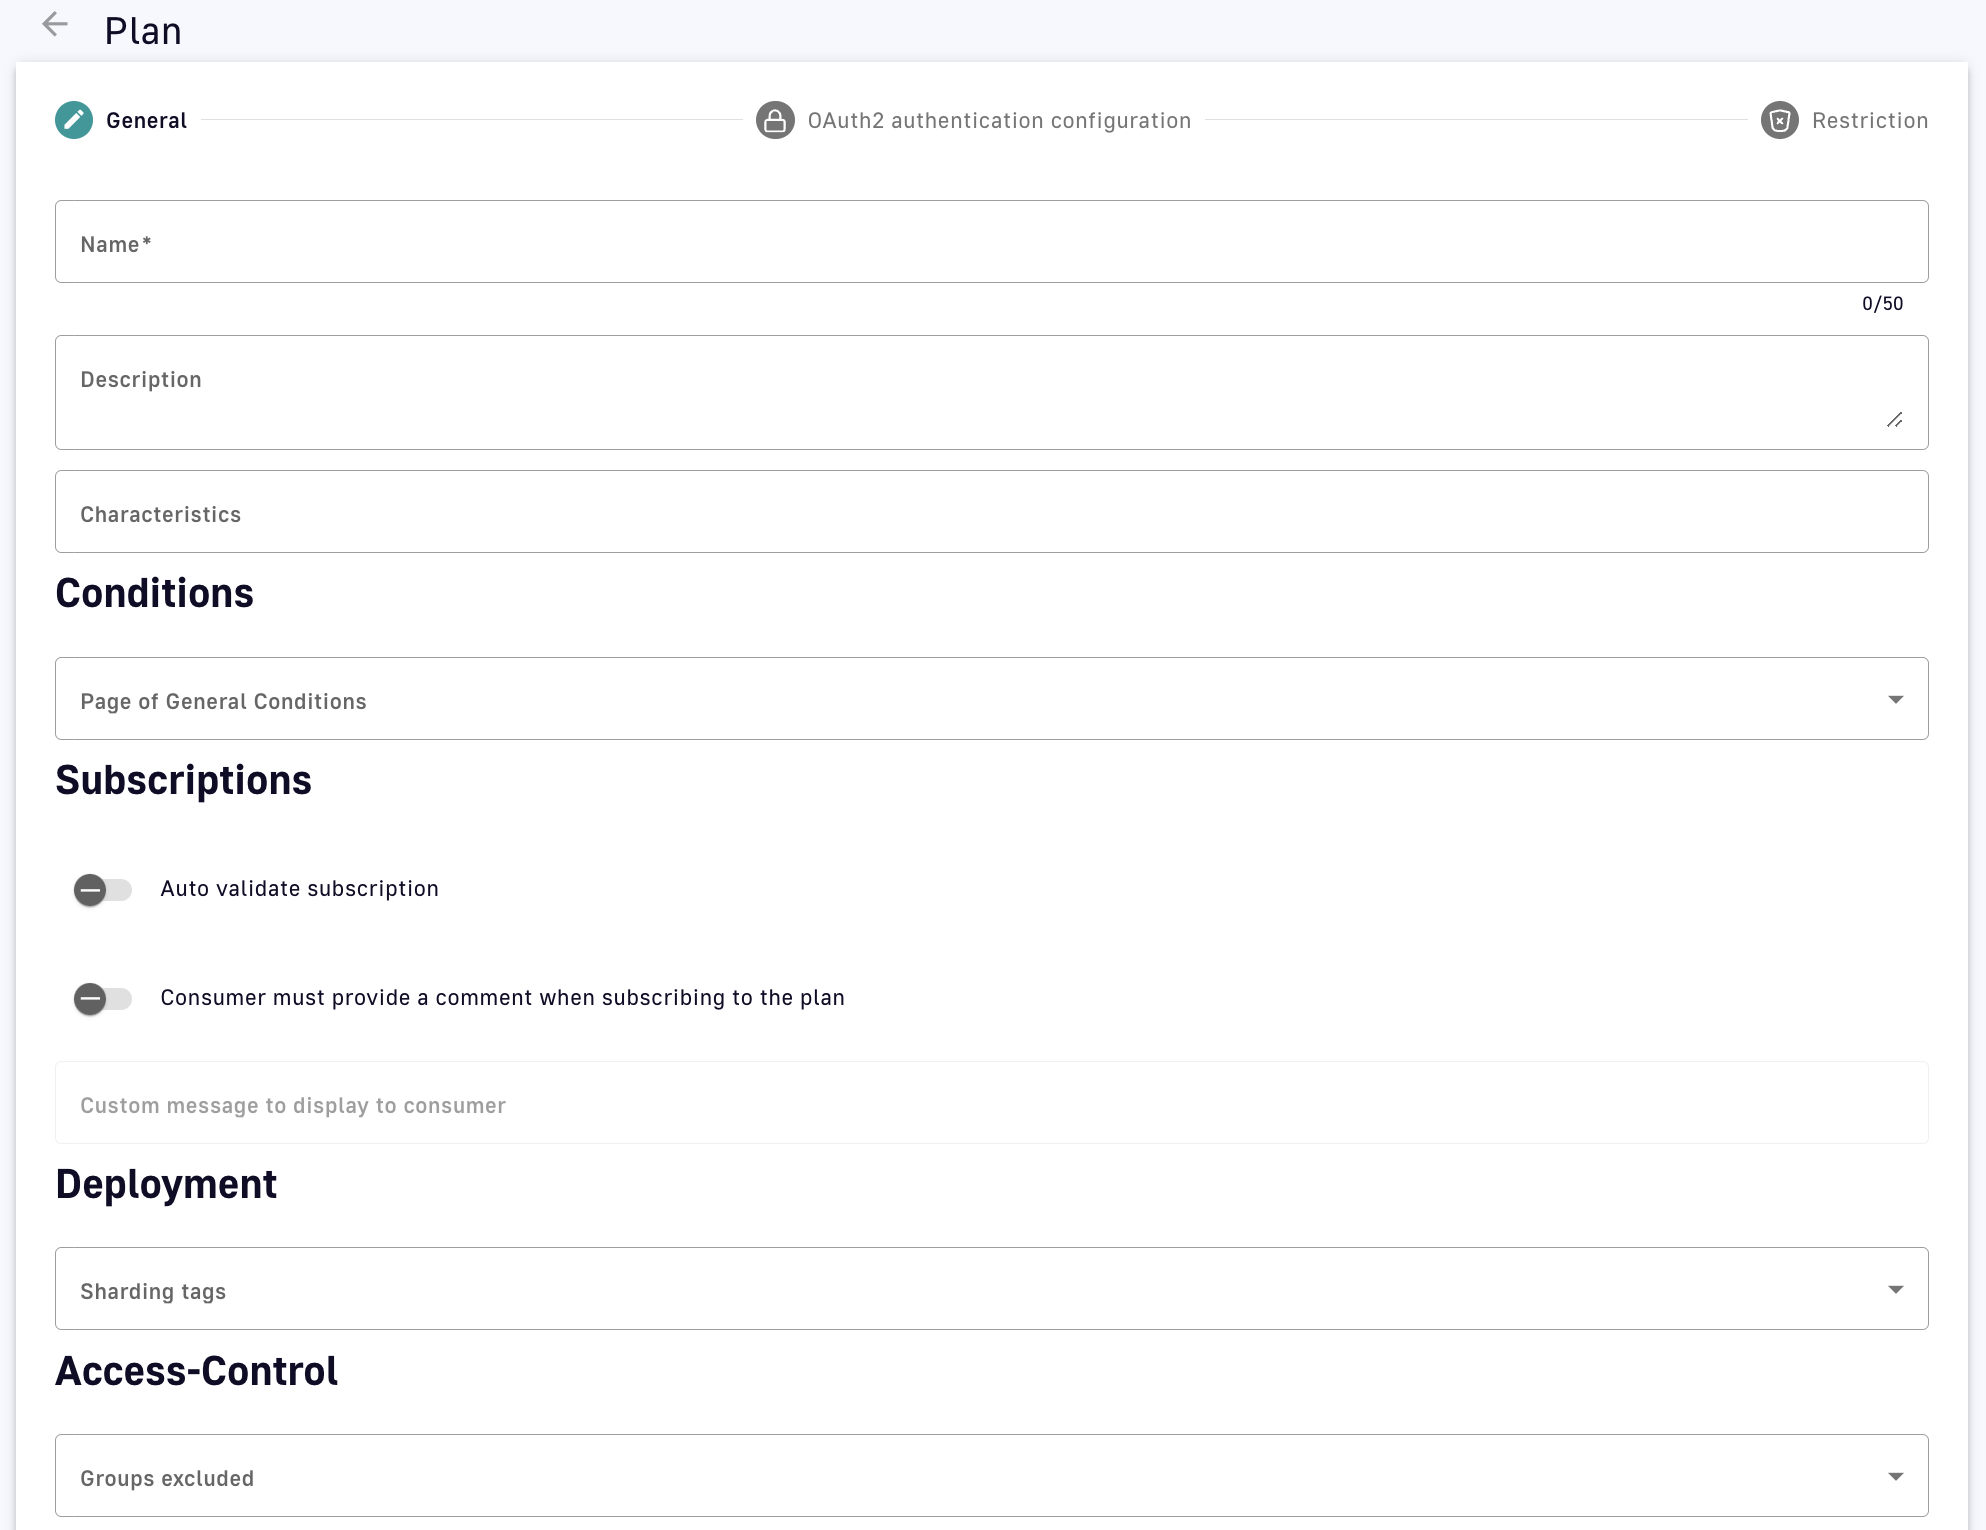 Plan
General
OAuth2 authentication configuration
Restriction
Name*
0/50
Description
Characteristics
Conditions
Page of General Conditions
Subscriptions
Auto validate subscription
Consumer must provide a comment when subscribing to the plan
Custom message to display to consumer
Deployment
Sharding tags
Access-Control
Groups excluded